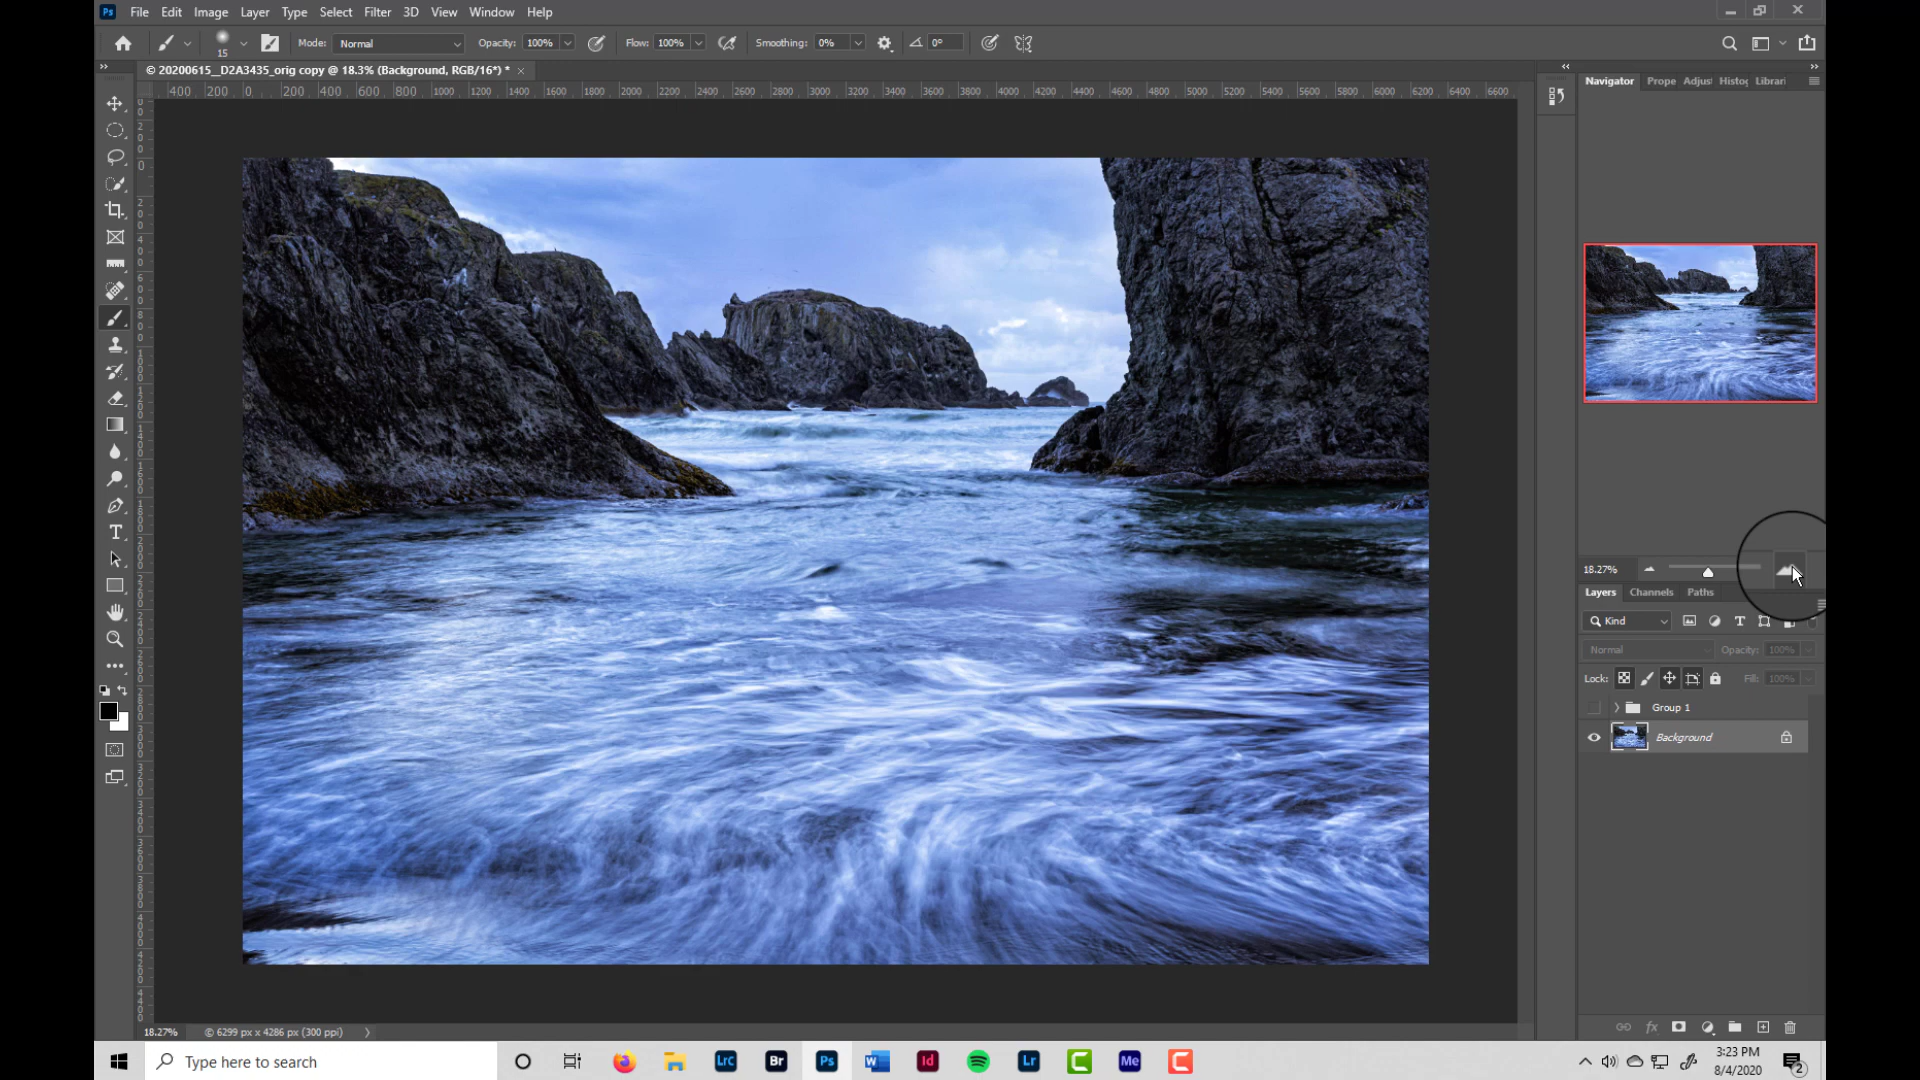 Ps File Edit Image Layer Type Select Filter 3D View Window Help
15 Mode: Normal Opacity: 100% Flow: 100% Smoothing: 0% 0°
© 20200615__D2A3435_orig copy @ 18.3% (Background, RGB/16*) * ×
400 200 0 200 400 600 800 1000 1200 1400 1600 1800 2000 2200 2400 2600 2800 3000 3200 3400 3600 3800 4000 4200 4400 4600 4800 5000 5200 5400 5600 5800 6000 6200 6400 6600
Navigator Prope Adjus Histog Librari
18.27%
Layers Channels Paths
Kind
Normal Opacity: 100%
Lock: Fill: 100%
Group 1
Background
18.27% © 6299 px x 4286 px (300 ppi)
Type here to search
LrC Br Ps W Id Lr C Me C
3:23 PM
8/4/2020
2